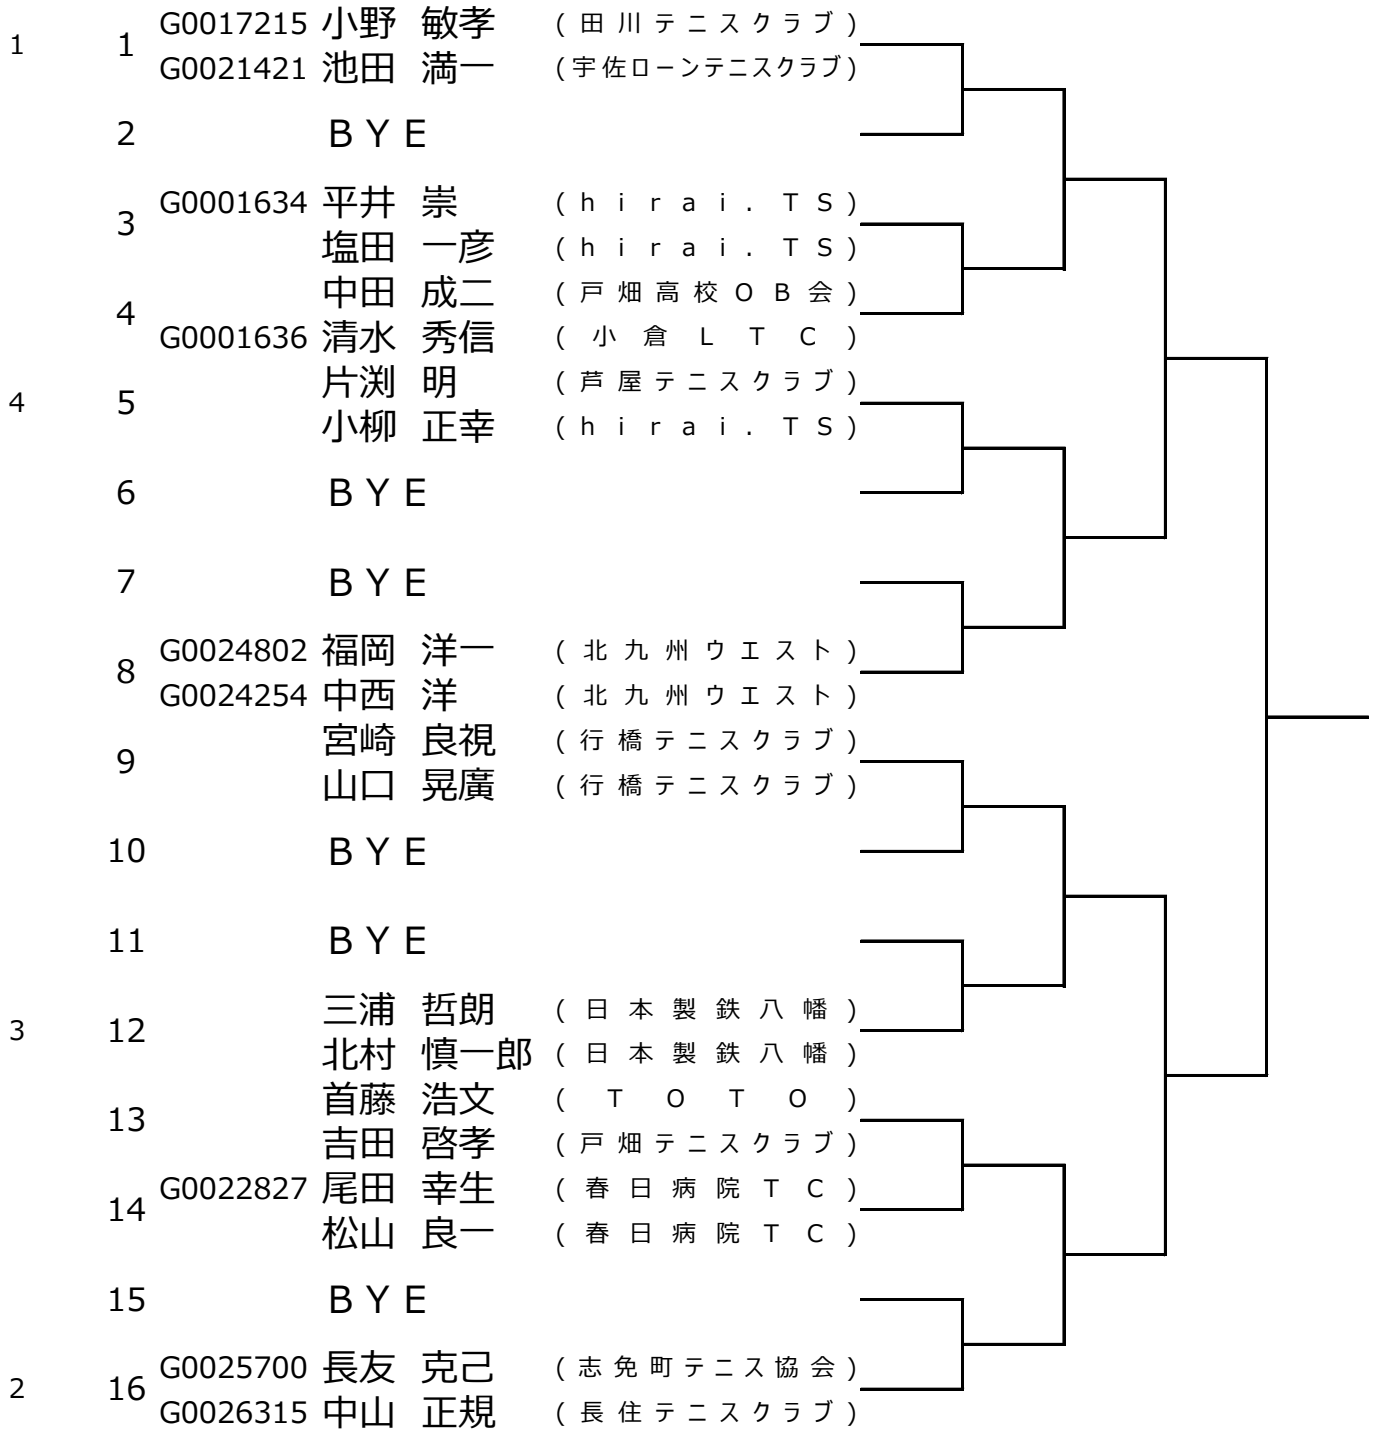 G0017215 小野 敏孝 (田川テニスクラブ)
1 1
G0021421 池田 満一 (宇佐ローンテニスクラブ)
2 ＢＹＥ
G0001634 平井 崇 (ｈｉｒａｉ．ＴＳ)
3
塩田 一彦 (ｈｉｒａｉ．ＴＳ)
中田 成二 (戸畑高校ＯＢ会)
4
G0001636 清水 秀信 (小倉ＬＴＣ)
片渕 明 (芦屋テニスクラブ)
4 5
小柳 正幸 (ｈｉｒａｉ．ＴＳ)
6 ＢＹＥ
7 ＢＹＥ
G0024802 福岡 洋一 (北九州ウエスト)
8
G0024254 中西 洋 (北九州ウエスト)
宮崎 良視 (行橋テニスクラブ)
9
山口 晃廣 (行橋テニスクラブ)
10 ＢＹＥ
11 ＢＹＥ
三浦 哲朗 (日本製鉄八幡)
3 12
北村 慎一郎 (日本製鉄八幡)
首藤 浩文 (ＴＯＴＯ)
13
吉田 啓孝 (戸畑テニスクラブ)
G0022827 尾田 幸生 (春日病院ＴＣ)
14
松山 良一 (春日病院ＴＣ)
15 ＢＹＥ
G0025700 長友 克己 (志免町テニス協会)
2 16
G0026315 中山 正規 (長住テニスクラブ)